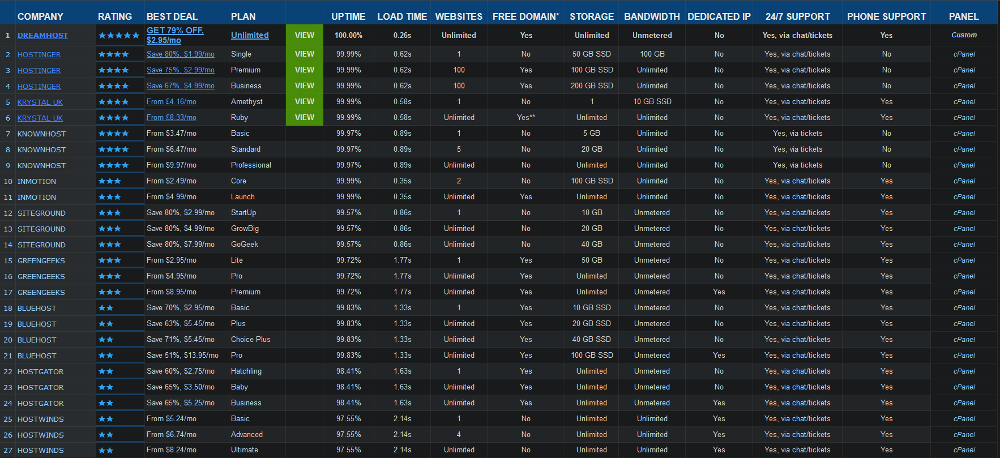 COMPANY RATING BEST DEAL PLAN UPTIME LOAD TIME WEBSITES FREE DOMAIN* STORAGE BANDWIDTH DEDICATED IP 24/7 SUPPORT PHONE SUPPORT PANEL
1 DREAMHOST ★★★★★ GET 79% OFF, $2.95/mo Unlimited VIEW 100.00% 0.26s Unlimited Yes Unlimited Unmetered No Yes, via chat/tickets Yes Custom
2 HOSTINGER ★★★★ Save 80%, $1.99/mo Single VIEW 99.99% 0.62s 1 No 50 GB SSD 100 GB No Yes, via chat/tickets No cPanel
3 HOSTINGER ★★★★ Save 75%, $2.99/mo Premium VIEW 99.99% 0.62s 100 Yes 100 GB SSD Unlimited No Yes, via chat/tickets No cPanel
4 HOSTINGER ★★★★ Save 67%, $4.99/mo Business VIEW 99.99% 0.62s 100 Yes 200 GB SSD Unlimited No Yes, via chat/tickets No cPanel
5 KRYSTAL UK ★★★★ From £4.16/mo Amethyst VIEW 99.99% 0.58s 1 No 1 10 GB SSD No Yes, via chat/tickets Yes cPanel
6 KRYSTAL UK ★★★★ From £8.33/mo Ruby VIEW 99.99% 0.58s Unlimited Yes** Unlimited Unlimited No Yes, via chat/tickets Yes cPanel
7 KNOWNHOST ★★★★ From $3.47/mo Basic 99.97% 0.89s 1 No 5 GB Unlimited No Yes, via tickets No cPanel
8 KNOWNHOST ★★★★ From $6.47/mo Standard 99.97% 0.89s 5 No 20 GB Unlimited No Yes, via tickets No cPanel
9 KNOWNHOST ★★★★ From $9.97/mo Professional 99.97% 0.89s Unlimited No Unlimited Unlimited No Yes, via tickets No cPanel
10 INMOTION ★★★ From $2.49/mo Core 99.99% 0.35s 2 No 100 GB SSD Unlimited No Yes, via chat/tickets Yes cPanel
11 INMOTION ★★★ From $4.99/mo Launch 99.99% 0.35s Unlimited Yes Unlimited Unlimited No Yes, via chat/tickets Yes cPanel
12 SITEGROUND ★★★ Save 80%, $2.99/mo StartUp 99.57% 0.86s 1 No 10 GB Unmetered No Yes, via chat/tickets Yes cPanel
13 SITEGROUND ★★★ Save 80%, $4.99/mo GrowBig 99.57% 0.86s Unlimited No 20 GB Unmetered No Yes, via chat/tickets Yes cPanel
14 SITEGROUND ★★★ Save 80%, $7.99/mo GoGeek 99.57% 0.86s Unlimited No 40 GB Unmetered No Yes, via chat/tickets Yes cPanel
15 GREENGEEKS ★★★ From $2.95/mo Lite 99.72% 1.77s 1 Yes 50 GB Unmetered No Yes, via chat/tickets Yes cPanel
16 GREENGEEKS ★★★ From $4.95/mo Pro 99.72% 1.77s Unlimited Yes Unlimited Unmetered No Yes, via chat/tickets Yes cPanel
17 GREENGEEKS ★★★ From $8.95/mo Premium 99.72% 1.77s Unlimited Yes Unlimited Unmetered Yes Yes, via chat/tickets Yes cPanel
18 BLUEHOST ★★ Save 70%, $2.95/mo Basic 99.83% 1.33s 1 Yes 10 GB SSD Unmetered No Yes, via chat/tickets Yes cPanel
19 BLUEHOST ★★ Save 63%, $5.45/mo Plus 99.83% 1.33s Unlimited Yes 20 GB SSD Unmetered No Yes, via chat/tickets Yes cPanel
20 BLUEHOST ★★ Save 71%, $5.45/mo Choice Plus 99.83% 1.33s Unlimited Yes 40 GB SSD Unmetered No Yes, via chat/tickets Yes cPanel
21 BLUEHOST ★★ Save 51%, $13.95/mo Pro 99.83% 1.33s Unlimited Yes 100 GB SSD Unmetered Yes Yes, via chat/tickets Yes cPanel
22 HOSTGATOR ★★ Save 60%, $2.75/mo Hatchling 98.41% 1.63s 1 Yes Unlimited Unmetered No Yes, via chat/tickets Yes cPanel
23 HOSTGATOR ★★ Save 65%, $3.50/mo Baby 98.41% 1.63s Unlimited Yes Unlimited Unmetered No Yes, via chat/tickets Yes cPanel
24 HOSTGATOR ★★ Save 65%, $5.25/mo Business 98.41% 1.63s Unlimited Yes Unlimited Unmetered Yes Yes, via chat/tickets Yes cPanel
25 HOSTWINDS ★★ From $5.24/mo Basic 97.55% 2.14s 1 No Unlimited Unlimited Yes Yes, via chat/tickets Yes cPanel
26 HOSTWINDS ★★ From $6.74/mo Advanced 97.55% 2.14s 4 No Unlimited Unlimited Yes Yes, via chat/tickets Yes cPanel
27 HOSTWINDS ★★ From $8.24/mo Ultimate 97.55% 2.14s Unlimited No Unlimited Unlimited Yes Yes, via chat/tickets Yes cPanel